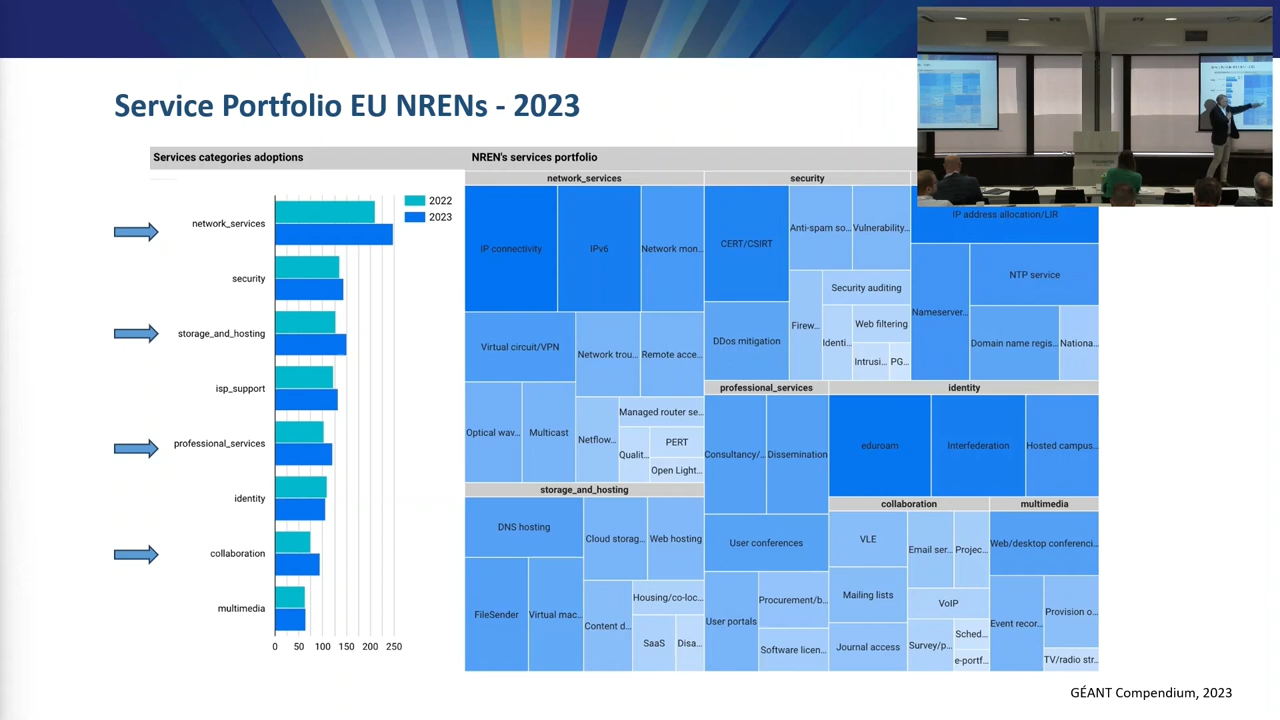 Service Portfolio EU NRENs - 2023
Services categories adoptions
NREN's services portfolio
2022
2023
network_services
security
storage_and_hosting
isp_support
professional_services
identity
collaboration
multimedia
0 50 100 150 200 250
network_services
IP connectivity
IPv6
Network mon...
Virtual circuit/VPN
Network trou...
Remote acce...
Optical wav...
Multicast
Netflow...
Managed router se...
Qualit...
PERT
Open Light...
security
CERT/CSIRT
Anti-spam so...
Vulnerability...
DDos mitigation
Firew...
Security auditing
Identi...
Web filtering
Intrusi...
PG...
IP address allocation/LIR
Nameserver...
NTP service
Domain name regis...
Nationa...
storage_and_hosting
DNS hosting
Cloud storag...
Web hosting
FileSender
Virtual mac...
Content d...
Housing/co-loc...
SaaS
Disa...
professional_services
Consultancy/...
Dissemination
User conferences
User portals
Procurement/b...
Software licen...
identity
eduroam
Interfederation
Hosted campus...
collaboration
VLE
Email ser...
Projec...
Mailing lists
VoIP
Journal access
Survey/p...
Sched...
e-portf...
multimedia
Web/desktop conferenci...
Event recor...
Provision o...
TV/radio str...
GÉANT Compendium, 2023